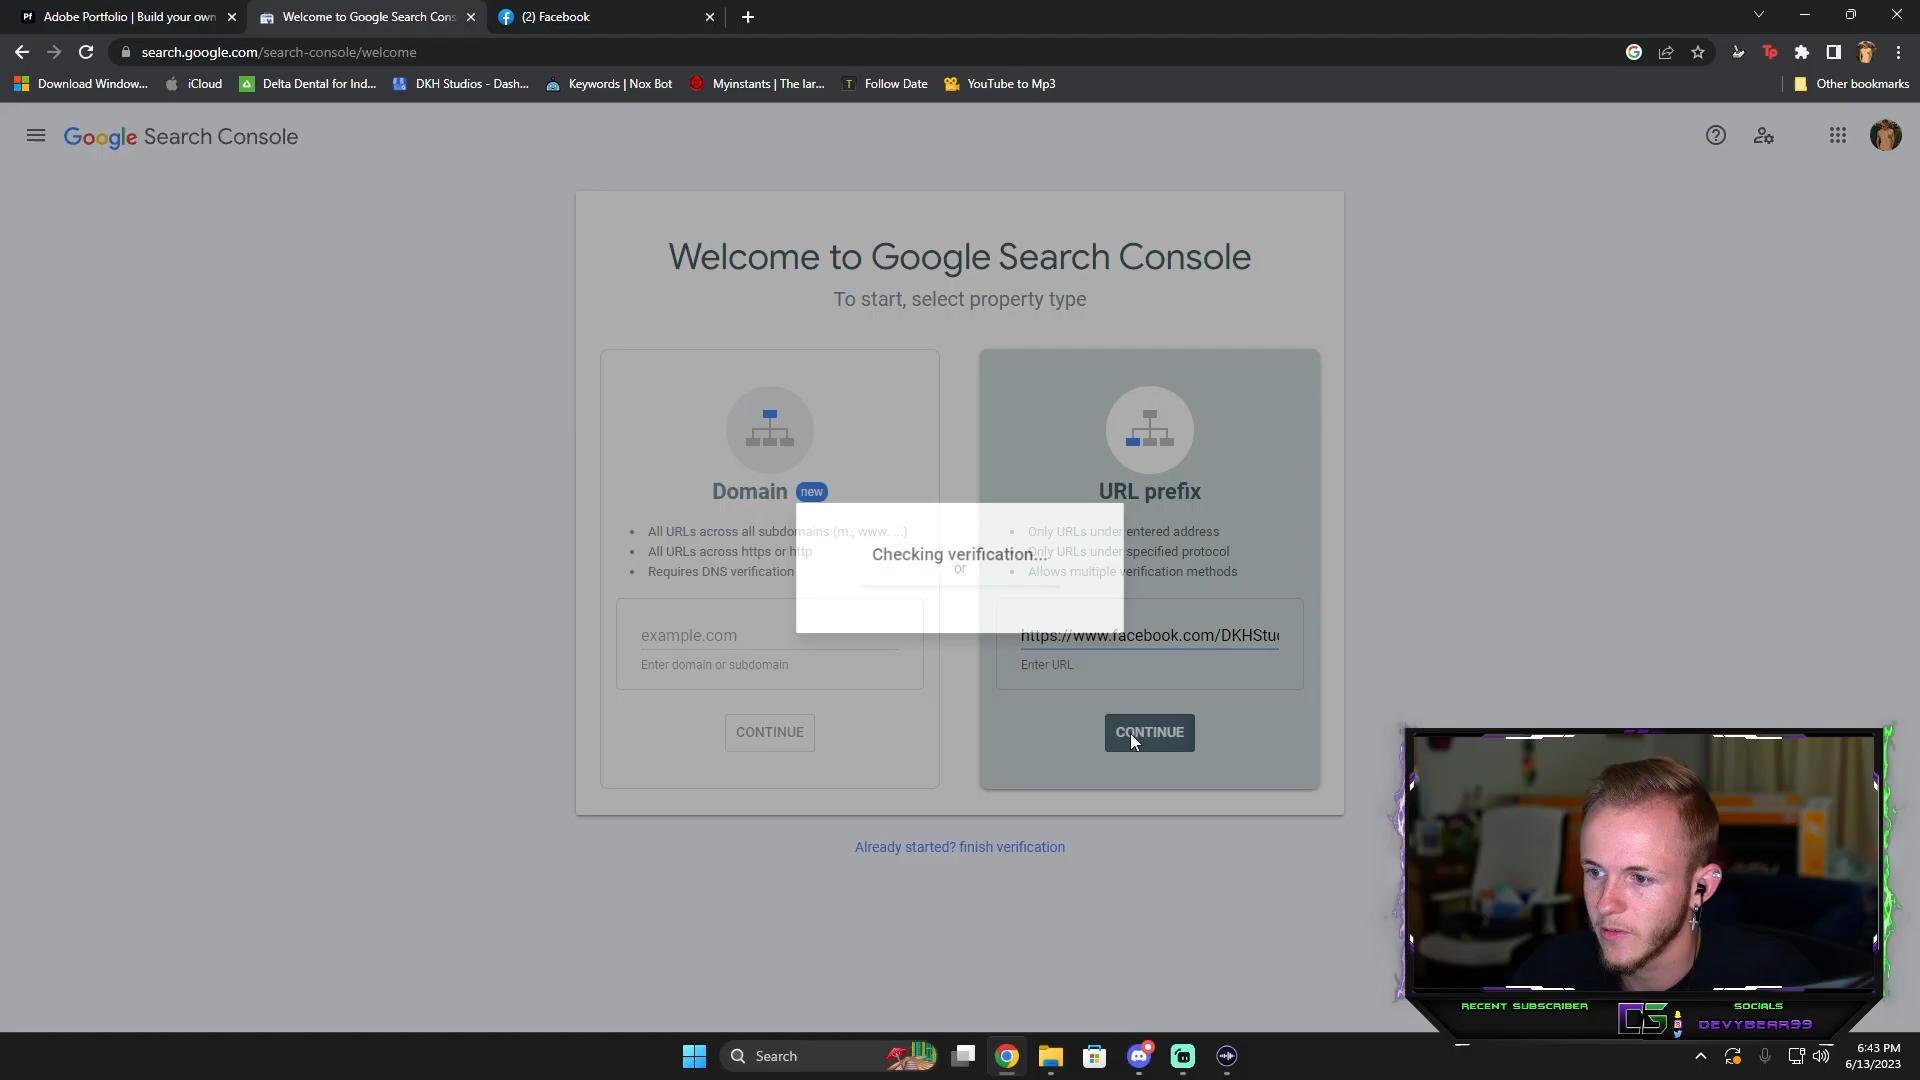 Adobe Portfolio | Build your own
Welcome to Google Search Cons
(2) Facebook
search.google.com/search-console/welcome
Download Window...
iCloud
Delta Dental for Ind...
DKH Studios - Dash...
Keywords | Nox Bot
Myinstants | The lar...
Follow Date
YouTube to Mp3
Other bookmarks
Google Search Console
Welcome to Google Search Console
To start, select property type
Domain new
All URLs across all subdomains (m., www. ...)
All URLs across https or http
Requires DNS verification
example.com
Enter domain or subdomain
CONTINUE
Checking verification...
or
URL prefix
Only URLs under entered address
Only URLs under specified protocol
Allows multiple verification methods
https://www.facebook.com/DKHStu
Enter URL
CONTINUE
Already started? finish verification
RECENT SUBSCRIBER
CG
SOCIALS
DEVYBEAR99
Search
6:43 PM
6/13/2023